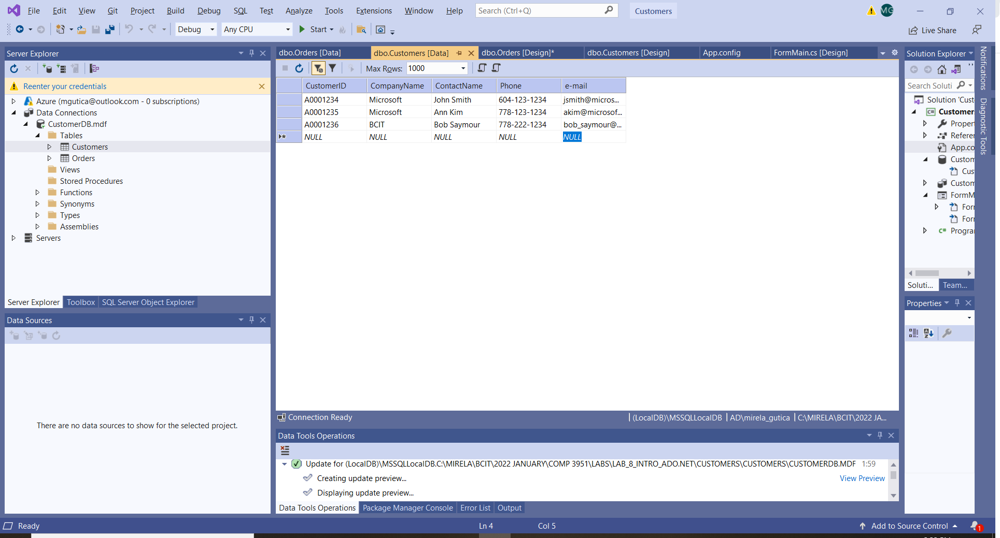 File Edit View Git Project Build Debug SQL Test Analyze Tools Extensions Window Help Search (Ctrl+Q) Customers MG
Debug Any CPU Start Live Share
Server Explorer
Reenter your credentials
Azure (mgutica@outlook.com - 0 subscriptions)
Data Connections
CustomerDB.mdf
Tables
Customers
Orders
Views
Stored Procedures
Functions
Synonyms
Types
Assemblies
Servers
Server Explorer Toolbox SQL Server Object Explorer
Data Sources
There are no data sources to show for the selected project.
dbo.Orders [Data] dbo.Customers [Data] dbo.Orders [Design]* dbo.Customers [Design] App.config FormMain.cs [Design]
Max Rows: 1000
CustomerID CompanyName ContactName Phone e-mail
A0001234 Microsoft John Smith 604-123-1234 jsmith@micros...
A0001235 Microsoft Ann Kim 778-123-1234 akim@microsof...
A0001236 BCIT Bob Saymour 778-222-1234 bob_saymour@...
NULL NULL NULL NULL NULL
Connection Ready (LocalDB)\MSSQLLocalDB AD\mirela_gutica C:\MIRELA\BCIT\2022 JA...
Data Tools Operations
Update for (LocalDB)\MSSQLLocalDB.C:\MIRELA\BCIT\2022 JANUARY\COMP 3951\LABS\LAB_8_INTRO_ADO.NET\CUSTOMERS\CUSTOMERS\CUSTOMERDB.MDF 1:59
Creating update preview... View Preview
Displaying update preview...
Data Tools Operations Package Manager Console Error List Output
Solution Explorer
Search Soluti
Solution 'Cust
Customer
Proper
Referer
App.co
Custom
Cus
Custom
FormM
For
For
Progra
Soluti... Team...
Properties
Notifications
Diagnostic Tools
Ready Ln 4 Col 5 Add to Source Control 1